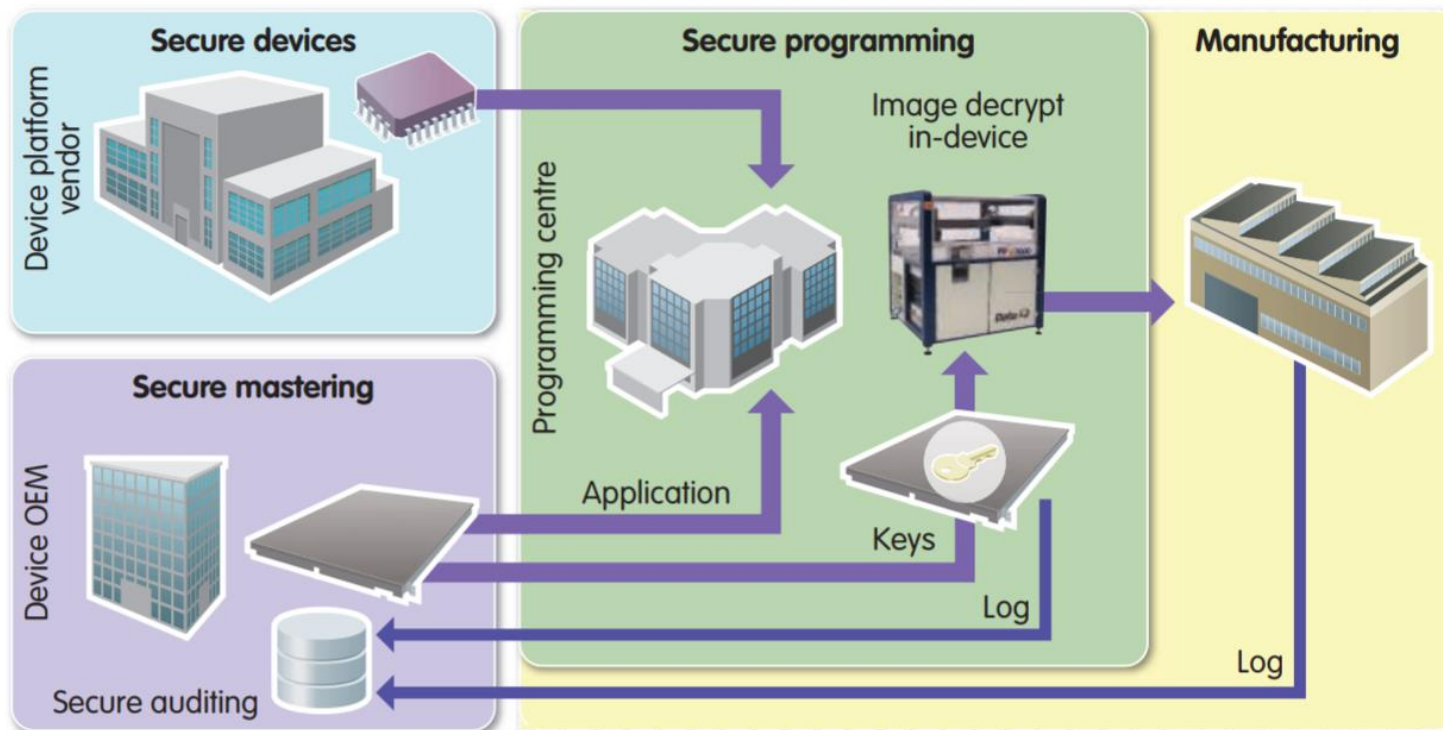 Secure devices
Device platform
vendor
Secure programming
Manufacturing
Image decrypt
in-device
Programming centre
Secure mastering
Device OEM
Application
Keys
Log
Log
Secure auditing